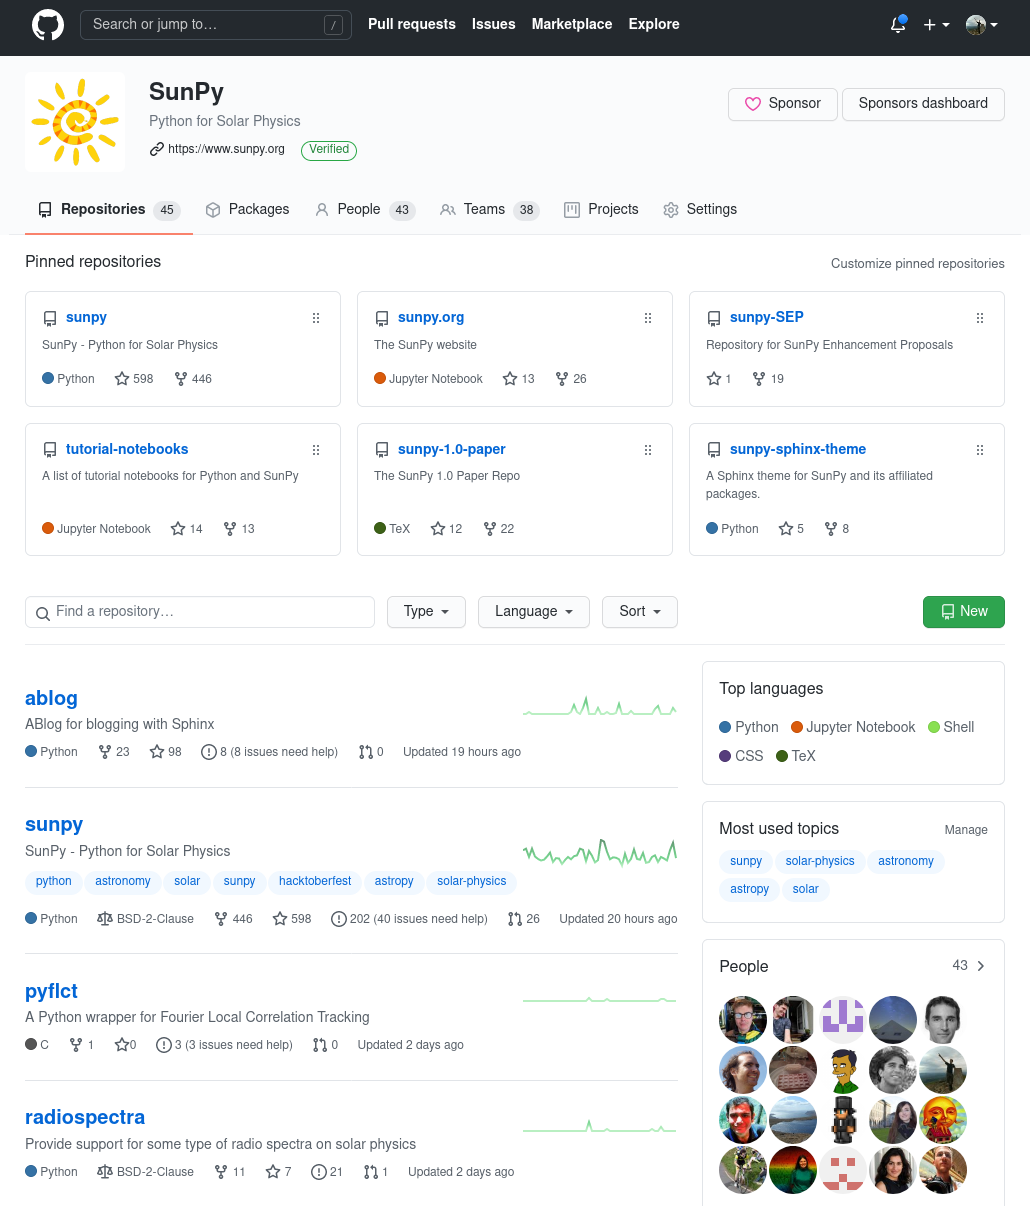 Search or jump to… /
Pull requests Issues Marketplace Explore
SunPy
Python for Solar Physics
https://www.sunpy.org Verified
Sponsor Sponsors dashboard
Repositories 45 Packages People 43 Teams 38 Projects Settings
Pinned repositories
Customize pinned repositories
sunpy
SunPy - Python for Solar Physics
Python 598 446
sunpy.org
The SunPy website
Jupyter Notebook 13 26
sunpy-SEP
Repository for SunPy Enhancement Proposals
1 19
tutorial-notebooks
A list of tutorial notebooks for Python and SunPy
Jupyter Notebook 14 13
sunpy-1.0-paper
The SunPy 1.0 Paper Repo
TeX 12 22
sunpy-sphinx-theme
A Sphinx theme for SunPy and its affiliated
packages.
Python 5 8
Find a repository… Type Language Sort New
ablog
ABlog for blogging with Sphinx
Python 23 98 8 (8 issues need help) 0 Updated 19 hours ago
sunpy
SunPy - Python for Solar Physics
python astronomy solar sunpy hacktoberfest astropy solar-physics
Python BSD-2-Clause 446 598 202 (40 issues need help) 26 Updated 20 hours ago
pyflct
A Python wrapper for Fourier Local Correlation Tracking
C 1 0 3 (3 issues need help) 0 Updated 2 days ago
radiospectra
Provide support for some type of radio spectra on solar physics
Python BSD-2-Clause 11 7 21 1 Updated 2 days ago
Top languages
Python Jupyter Notebook Shell
CSS TeX
Most used topics Manage
sunpy solar-physics astronomy
astropy solar
People 43